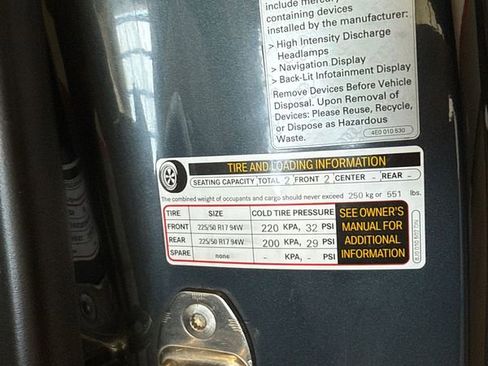 include mercury
containing devices
installed by the manufacturer:
> High Intensity Discharge
Headlamps
> Navigation Display
> Back-Lit Infotainment Display
Remove Devices Before Vehicle
Disposal. Upon Removal of
Devices: Please Reuse, Recycle,
or Dispose as Hazardous
Waste.
4E0 010 530
TIRE AND LOADING INFORMATION
SEATING CAPACITY TOTAL 2 FRONT 2 CENTER - REAR -
The combined weight of occupants and cargo should never exceed 250 kg or 551 lbs.
TIRE SIZE COLD TIRE PRESSURE
FRONT 225/50 R17 94W 220 KPA, 32 PSI
REAR 225/50 R17 94W 200 KPA, 29 PSI
SPARE none - KPA, - PSI
SEE OWNER'S
MANUAL FOR
ADDITIONAL
INFORMATION